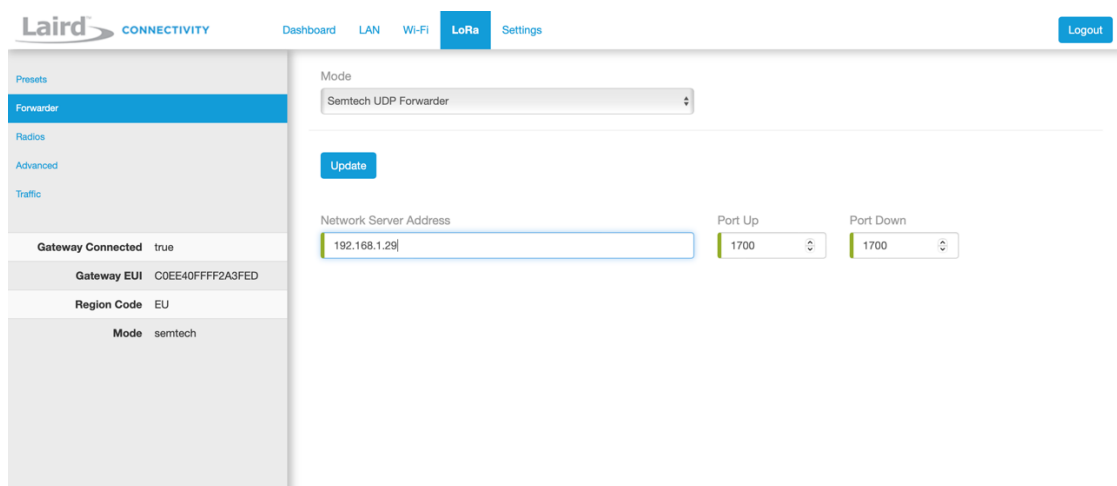 Laird CONNECTIVITY
Dashboard LAN Wi-Fi LoRa Settings Logout
Presets
Forwarder
Radios
Advanced
Traffic
Gateway Connected true
Gateway EUI C0EE40FFFF2A3FED
Region Code EU
Mode semtech
Mode
Semtech UDP Forwarder
Update
Network Server Address Port Up Port Down
192.168.1.29 1700 1700